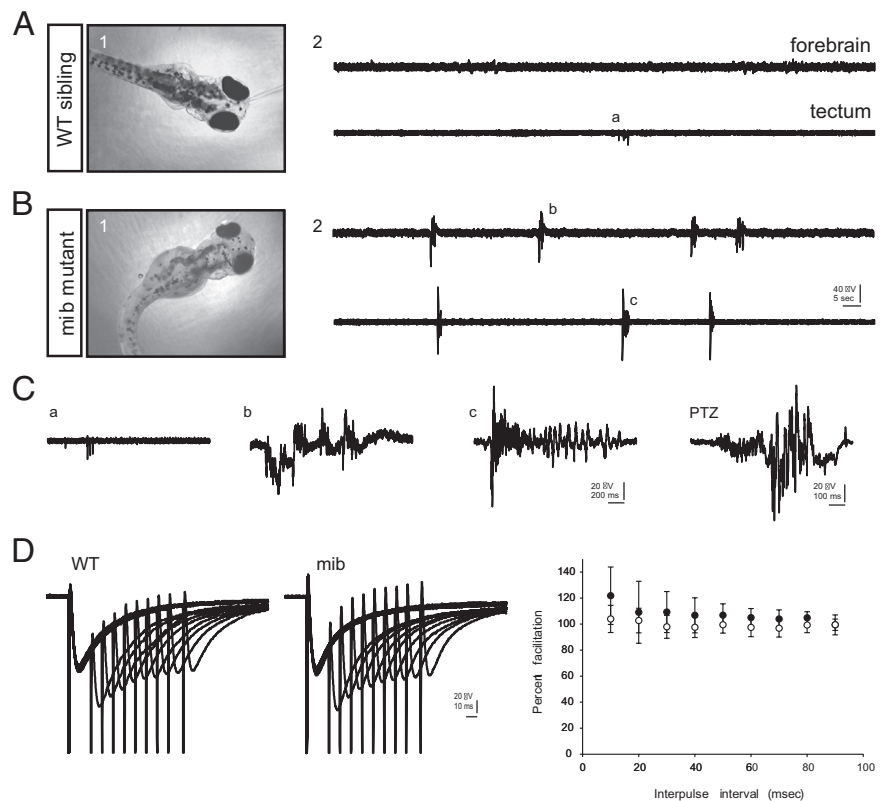 A
WT sibling
1
2
forebrain
tectum
a
B
mib mutant
1
2
b
c
40 �V
5 sec
C
a
b
c
PTZ
20 �V
200 ms
20 �V
100 ms
D
WT
mib
20 �V
10 ms
Percent facilitation
140
120
100
80
60
40
20
0
0
20
40
60
80
100
Interpulse interval (msec)